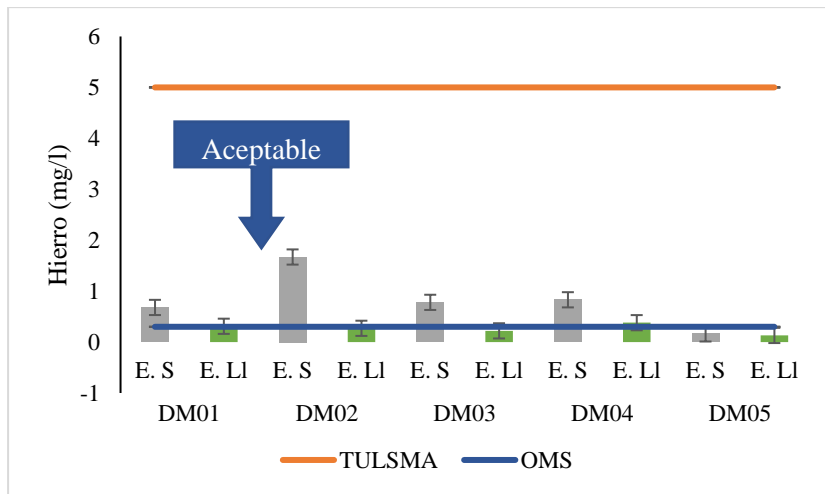 6
5
4
3
2
1
0
-1
Hierro (mg/l)
Aceptable
E. S E. Ll E. S E. Ll E. S E. Ll E. S E. Ll E. S E. Ll
DM01 DM02 DM03 DM04 DM05
TULSMA OMS